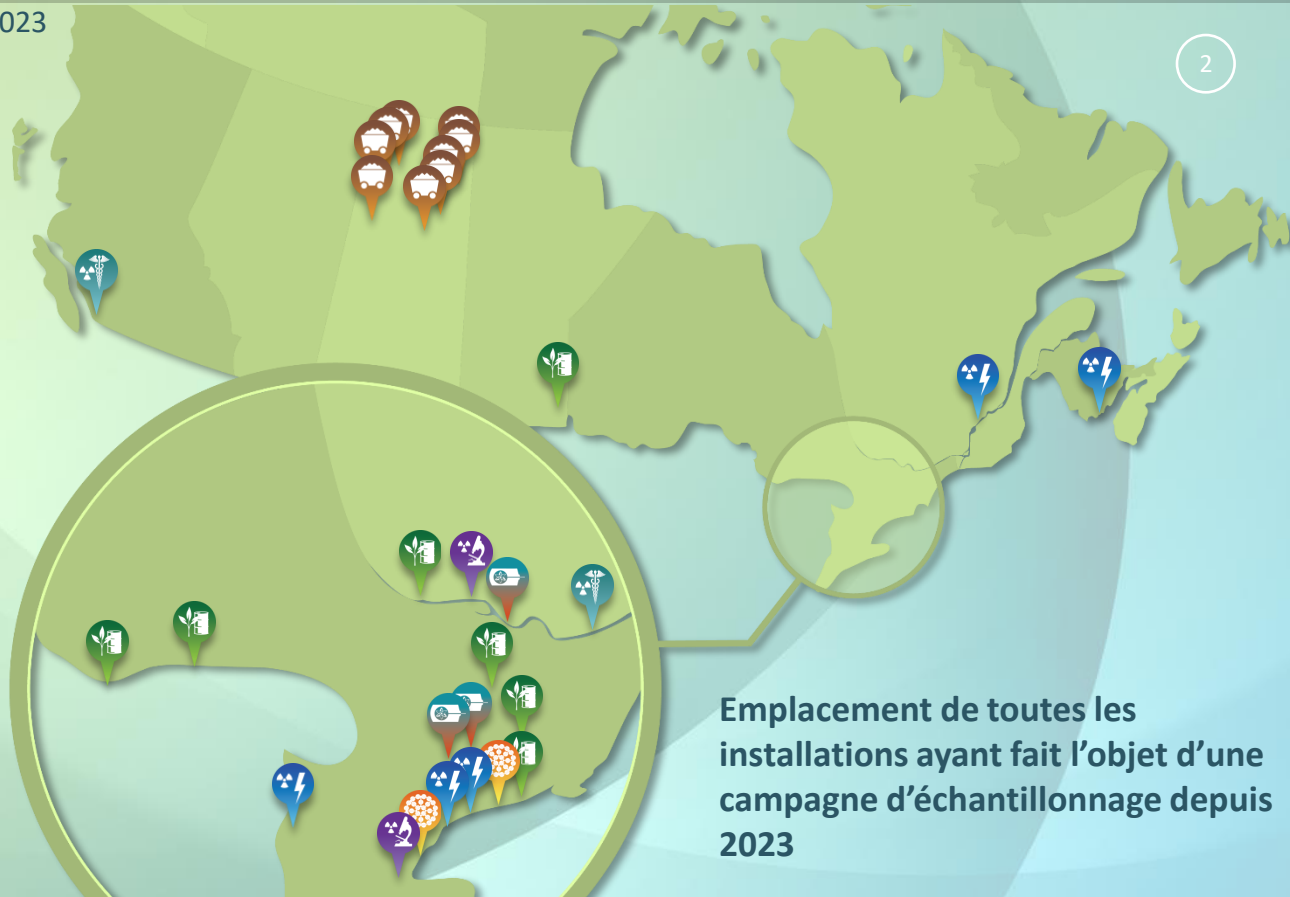 2023
2
Emplacement de toutes les
installations ayant fait l’objet d’une
campagne d’échantillonnage depuis
2023